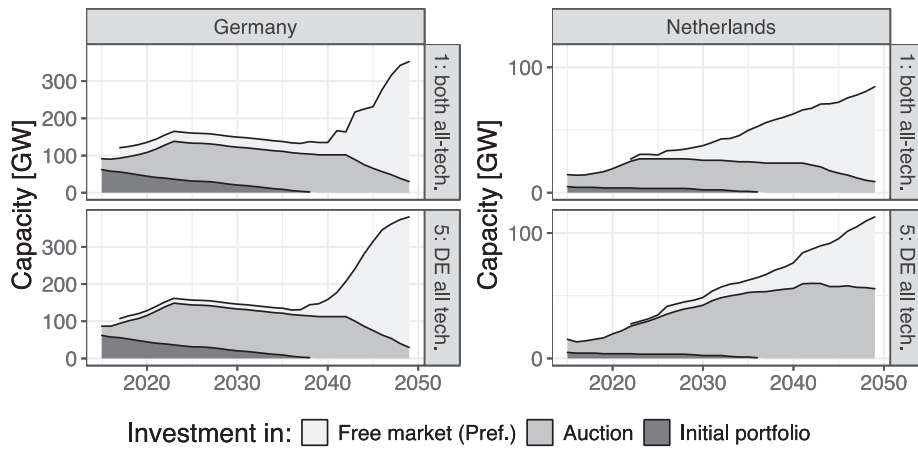 Germany
Netherlands
Capacity [GW]
300
200
100
0
1: both all-tech.
Capacity [GW]
100
0
1: both all-tech.
300
200
100
0
5: DE all tech.
100
0
5: DE all tech.
2020 2030 2040 2050
2020 2030 2040 2050
Investment in: Free market (Pref.) Auction Initial portfolio